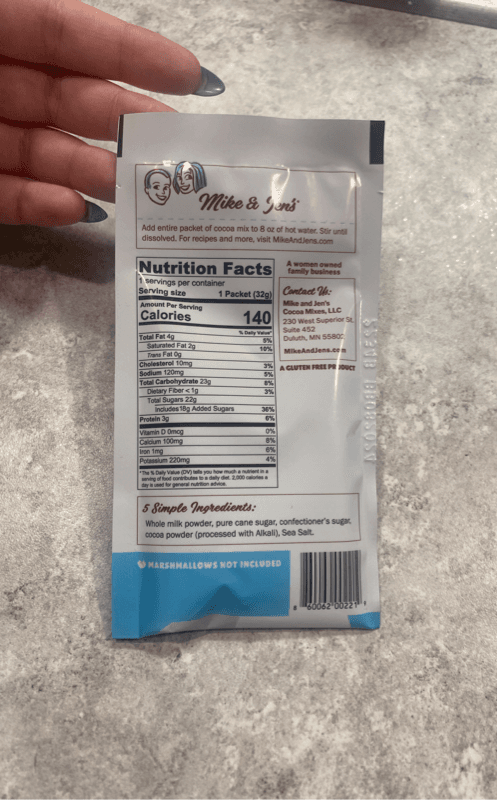 Mike & Jen's
Add entire packet of cocoa mix to 8 oz of hot water. Stir until
dissolved. For recipes and more, visit MikeAndJens.com
Nutrition Facts
1 servings per container
Serving size 1 Packet (32g)
Amount Per Serving
Calories 140
% Daily Value*
Total Fat 4g 5%
Saturated Fat 2g 10%
Trans Fat 0g
Cholesterol 10mg 3%
Sodium 120mg 5%
Total Carbohydrate 23g 8%
Dietary Fiber <1g 3%
Total Sugars 22g
Includes 18g Added Sugars 36%
Protein 3g 6%
Vitamin D 0mcg 0%
Calcium 100mg 8%
Iron 1mg 6%
Potassium 220mg 4%
*The % Daily Value (DV) tells you how much a nutrient in a
serving of food contributes to a daily diet. 2,000 calories a
day is used for general nutrition advice.
A women owned
family business
Contact Us:
Mike and Jen's
Cocoa Mixes, LLC
230 West Superior St.
Suite 452
Duluth, MN 55802
MikeAndJens.com
A GLUTEN FREE PRODUCT
5 Simple Ingredients:
Whole milk powder, pure cane sugar, confectioner's sugar,
cocoa powder (processed with Alkali), Sea Salt.
MARSHMALLOWS NOT INCLUDED
8 60062 00221 1